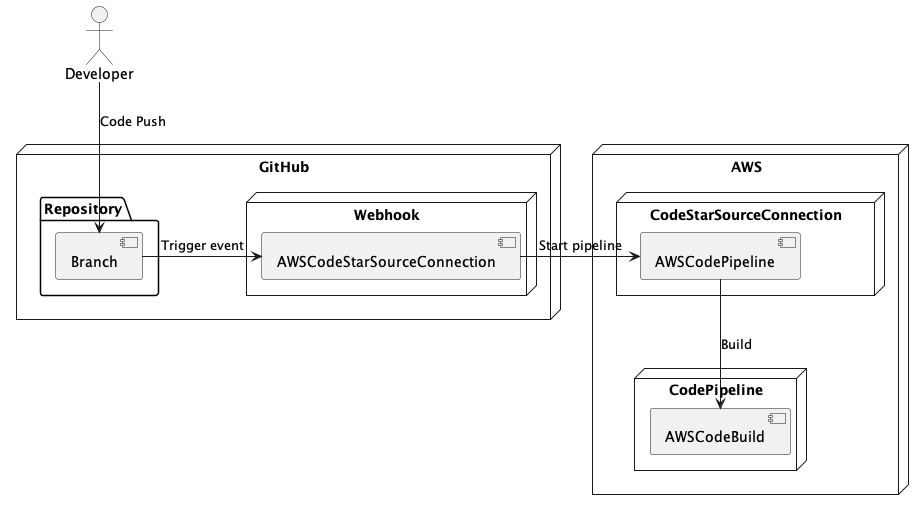 Developer
Code Push
GitHub
AWS
Repository
Webhook
CodeStarSourceConnection
Branch
Trigger event
AWSCodeStarSourceConnection
Start pipeline
AWSCodePipeline
Build
CodePipeline
AWSCodeBuild